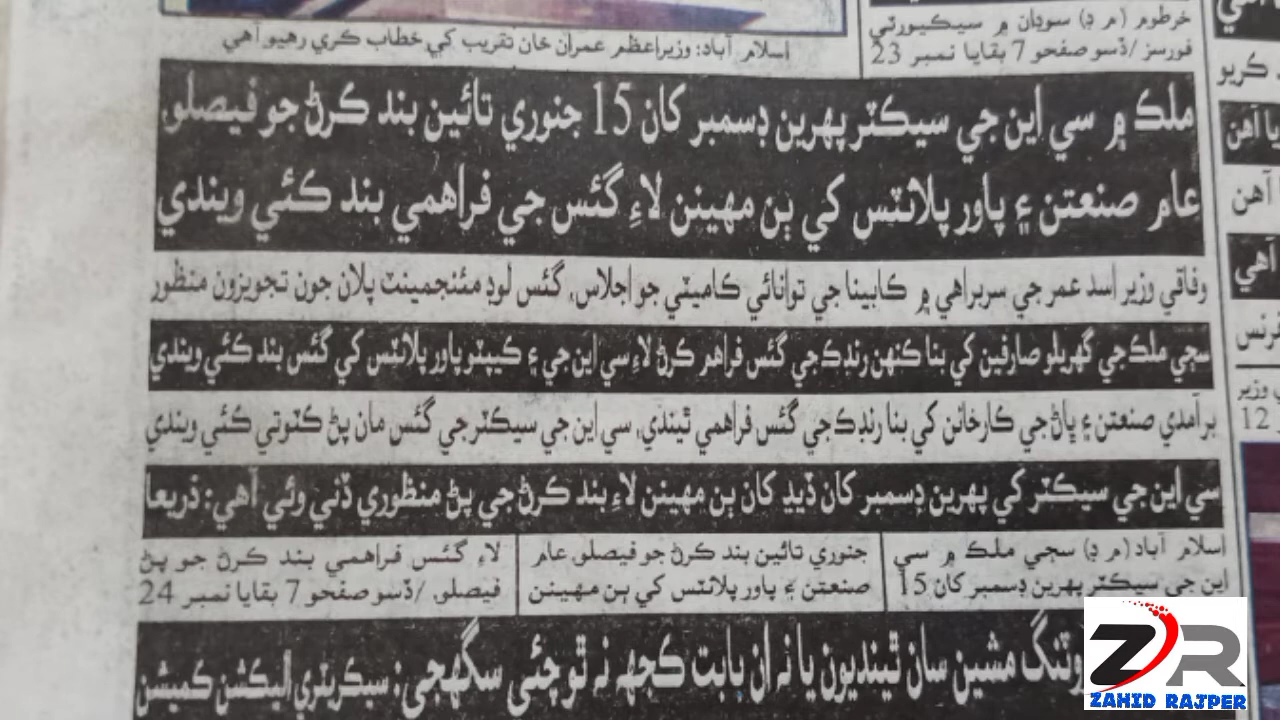 اسلام آباد: وزيراعظم عمران خان تقريب کي خطاب ڪري رهيو آهي
خرطوم (م ڊ) سوڊان ۾ سيڪيورٽي
فورسز /ڏسو صفحو 7 بقايا نمبر 23
ملڪ ۾ سي اين جي سيڪٽر پهرين ڊسمبر کان 15 جنوري تائين بند ڪرڻ جو فيصلو،
عام صنعتن ۽ پاور پلانٽس کي ٻن مهينن لاءِ گئس جي فراهمي بند ڪئي ويندي
وفاقي وزير اسد عمر جي سربراهي ۾ ڪابينا جي توانائي ڪاميٽي جو اجلاس، گئس لوڊ مئنجمينٽ پلان جون تجويزون منظور
سڄي ملڪ جي گهريلو صارفين کي بنا ڪنهن رنڊڪ جي گئس فراهم ڪرڻ لاءِ سي اين جي ۽ ڪيپٽو پاور پلانٽس کي گئس بند ڪئي ويندي
برآمدي صنعتن ۽ ڀاڻ جي ڪارخانن کي بنا رنڊڪ جي گئس فراهمي ٿيندي، سي اين جي سيڪٽر جي گئس مان پڻ ڪٽوتي ڪئي ويندي
سي اين جي سيڪٽر کي پهرين ڊسمبر کان ڏيڍ کان ٻن مهينن لاءِ بند ڪرڻ جي پڻ منظوري ڏني وئي آهي: ذريعا
اسلام آباد (م ڊ) سڄي ملڪ ۾ سي
اين جي سيڪٽر پهرين ڊسمبر کان 15
جنوري تائين بند ڪرڻ جو فيصلو. عام
صنعتن ۽ پاور پلانٽس کي ٻن مهينن
لاءِ گئس فراهمي بند ڪرڻ جو پڻ
فيصلو. /ڏسو صفحو 7 بقايا نمبر 24
ووٽنگ مشين سان ٿينديون يا نه ان بابت ڪجهه نه ٿو چئي سگهجي: سيڪريٽري اليڪشن ڪميشن
ڪريو
يا آهن
آهن
آهي
وزير
12
ZR
ZAHID RAJPER